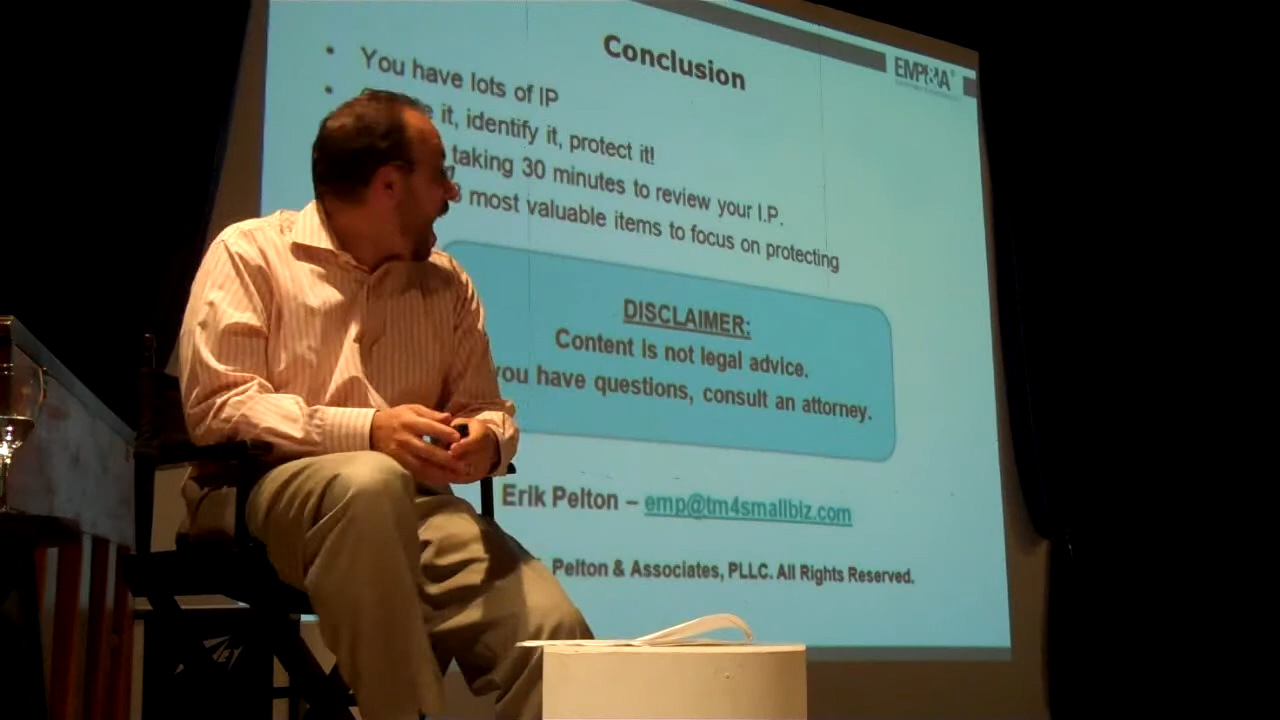 Conclusion
EMP&A®
• You have lots of IP
• it, identify it, protect it!
taking 30 minutes to review your I.P.
most valuable items to focus on protecting
DISCLAIMER:
Content is not legal advice.
you have questions, consult an attorney.
Erik Pelton – emp@tm4smallbiz.com
Pelton & Associates, PLLC. All Rights Reserved.